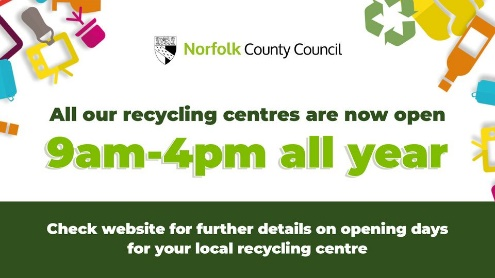 Norfolk County Council
All our recycling centres are now open
9am-4pm all year
Check website for further details on opening days
for your local recycling centre